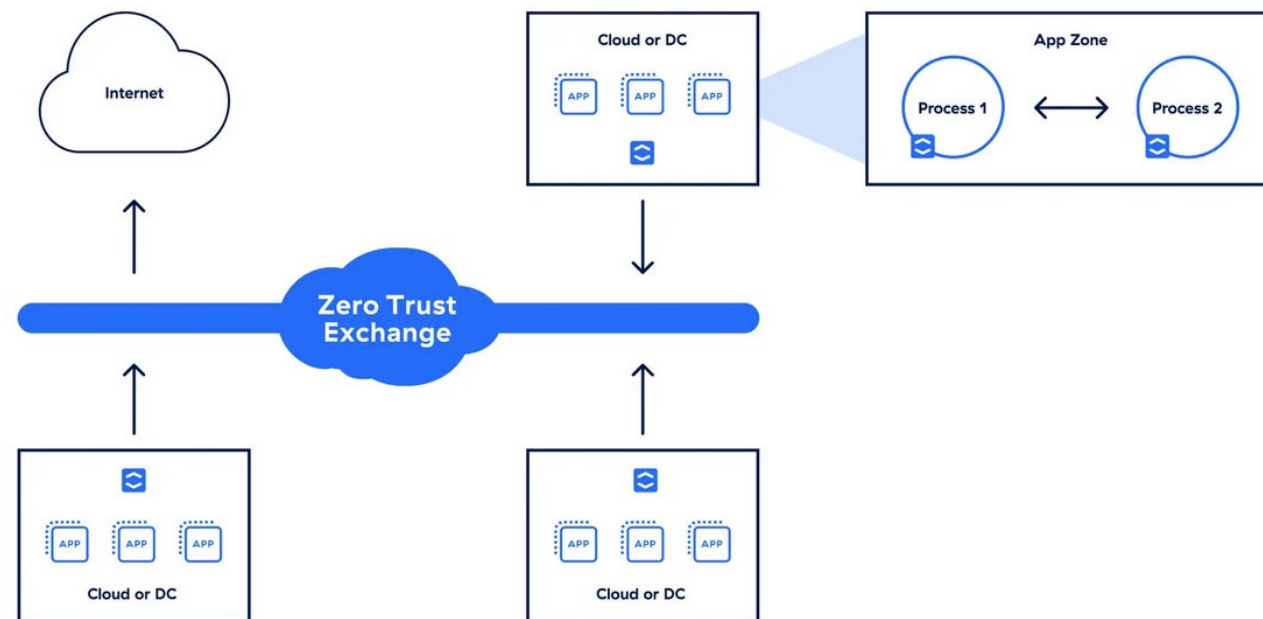 Internet
Cloud or DC
APP
APP
APP
App Zone
Process 1
Process 2
Zero Trust
Exchange
APP
APP
APP
Cloud or DC
APP
APP
APP
Cloud or DC